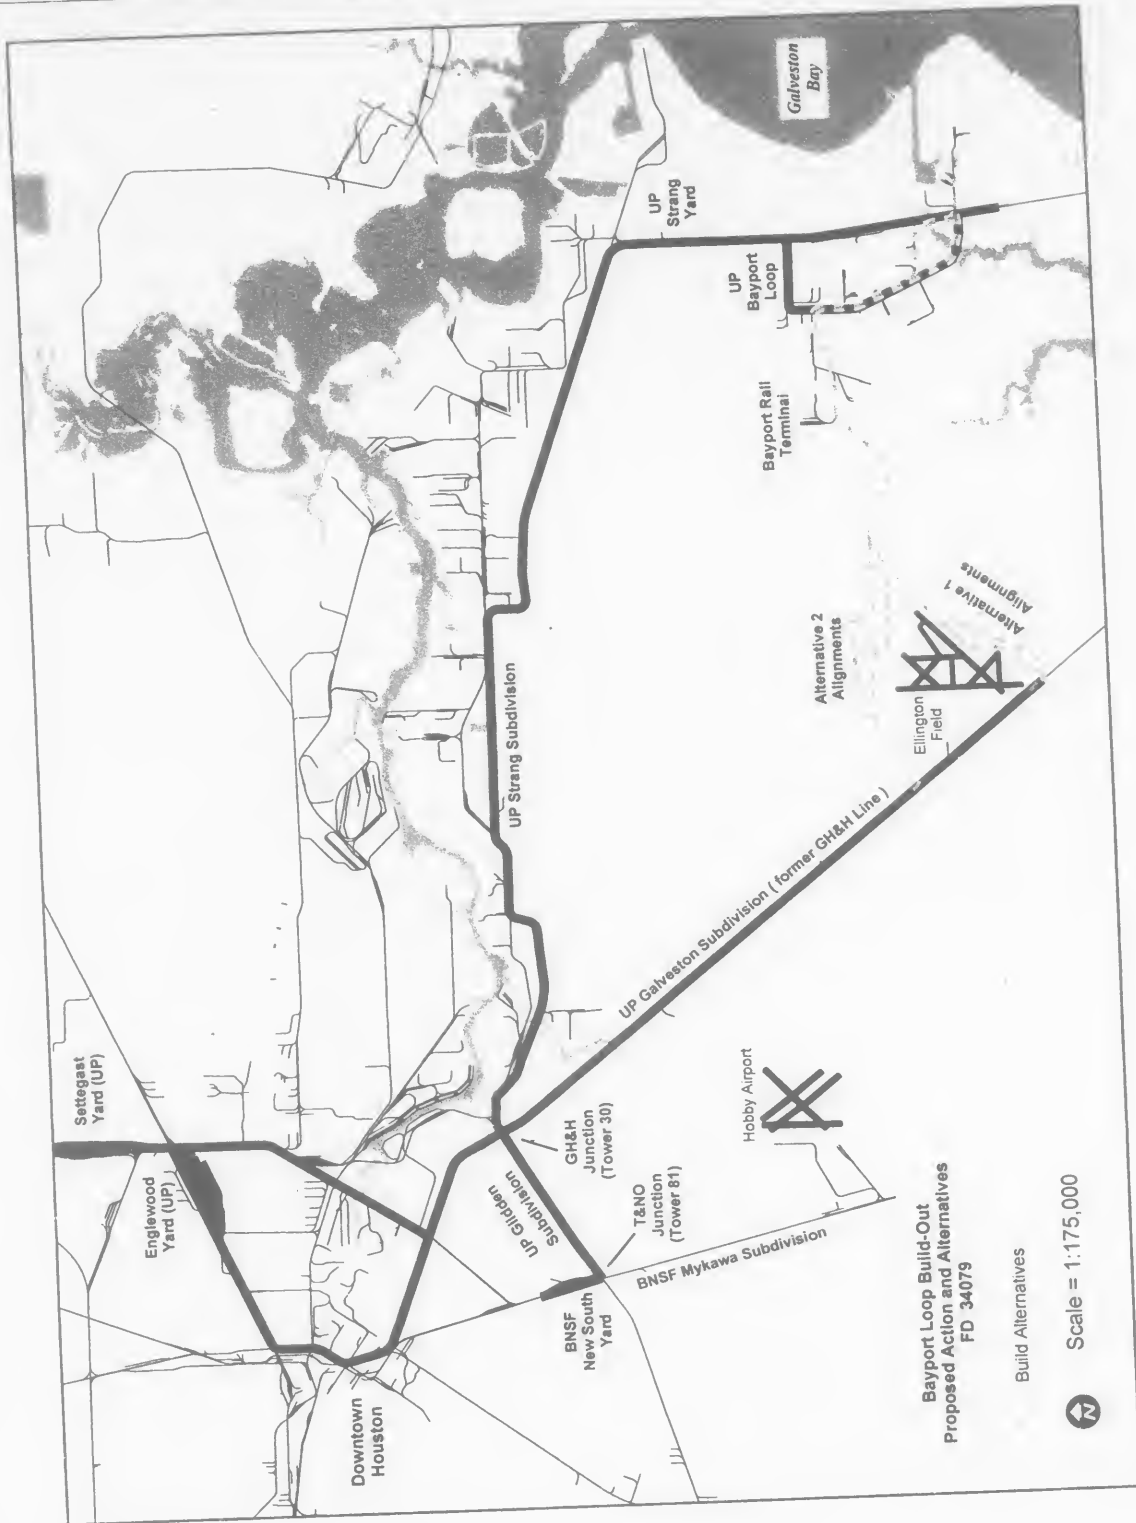 Galveston
Bay
UP
Strang
Yard
UP
Bayport
Loop
Bayport Rail
Terminal
Alternative 1
Alignments
Alternative 2
Alignments
Ellington
Field
UP Strang Subdivision
UP Galveston Subdivision ( former GH&H Line )
Settegast
Yard (UP)
Englewood
Yard (UP)
Hobby Airport
GH&H
Junction
(Tower 30)
UP Glidden
Subdivision
T&NO
Junction
(Tower 81)
BNSF Mykawa Subdivision
BNSF
New South
Yard
Downtown
Houston
Bayport Loop Build-Out
Proposed Action and Alternatives
FD 34079
Build Alternatives
N
Scale = 1:175,000